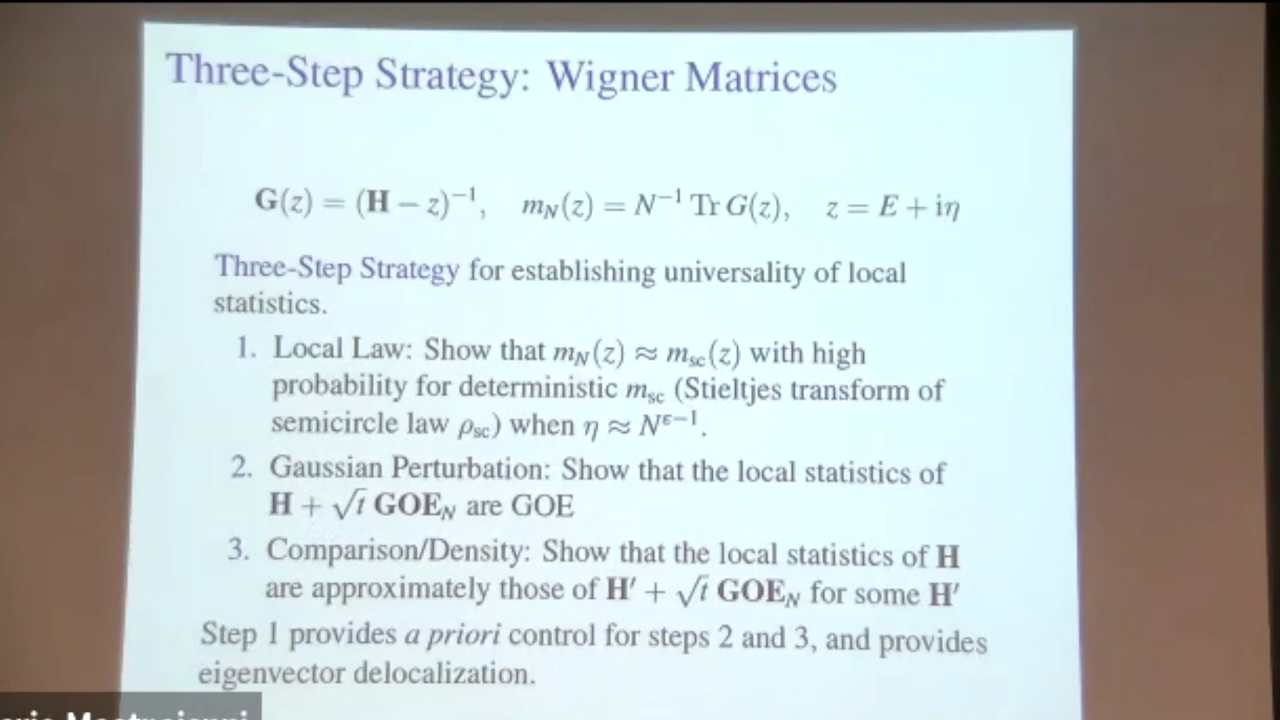 Three-Step Strategy: Wigner Matrices
G(z) = (H − z)⁻¹, m_N(z) = N⁻¹ Tr G(z), z = E + iη
Three-Step Strategy for establishing universality of local
statistics.
1. Local Law: Show that m_N(z) ≈ m_sc(z) with high
probability for deterministic m_sc (Stieltjes transform of
semicircle law ρ_sc) when η ≈ N^{ε−1}.
2. Gaussian Perturbation: Show that the local statistics of
H + √t GOE_N are GOE
3. Comparison/Density: Show that the local statistics of H
are approximately those of H′ + √t GOE_N for some H′
Step 1 provides a priori control for steps 2 and 3, and provides
eigenvector delocalization.